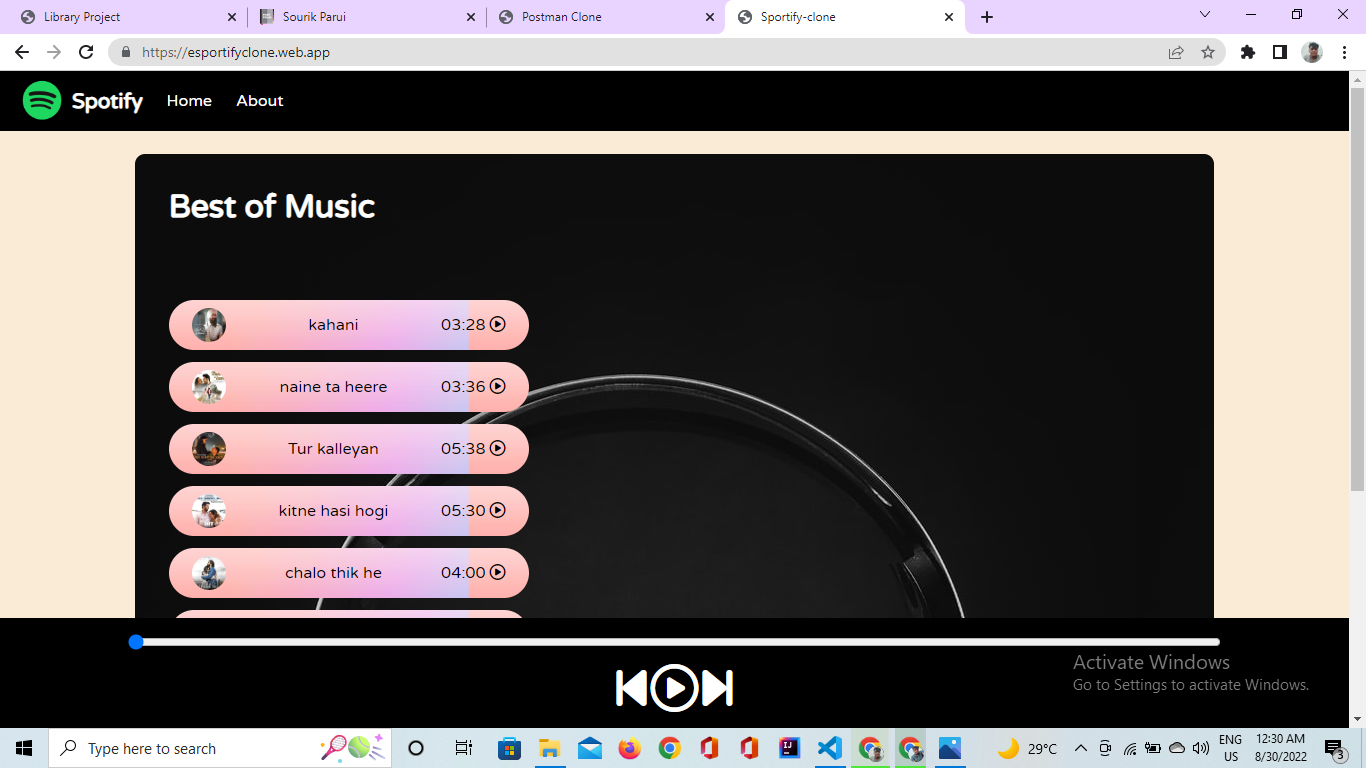 Library Project
Sourik Parui
Postman Clone
Sportify-clone
https://esportifyclone.web.app
Spotify
Home
About
Best of Music
kahani 03:28
naine ta heere 03:36
Tur kalleyan 05:38
kitne hasi hogi 05:30
chalo thik he 04:00
Activate Windows
Go to Settings to activate Windows.
Type here to search
29°C
ENG
US
12:30 AM
8/30/2022
3